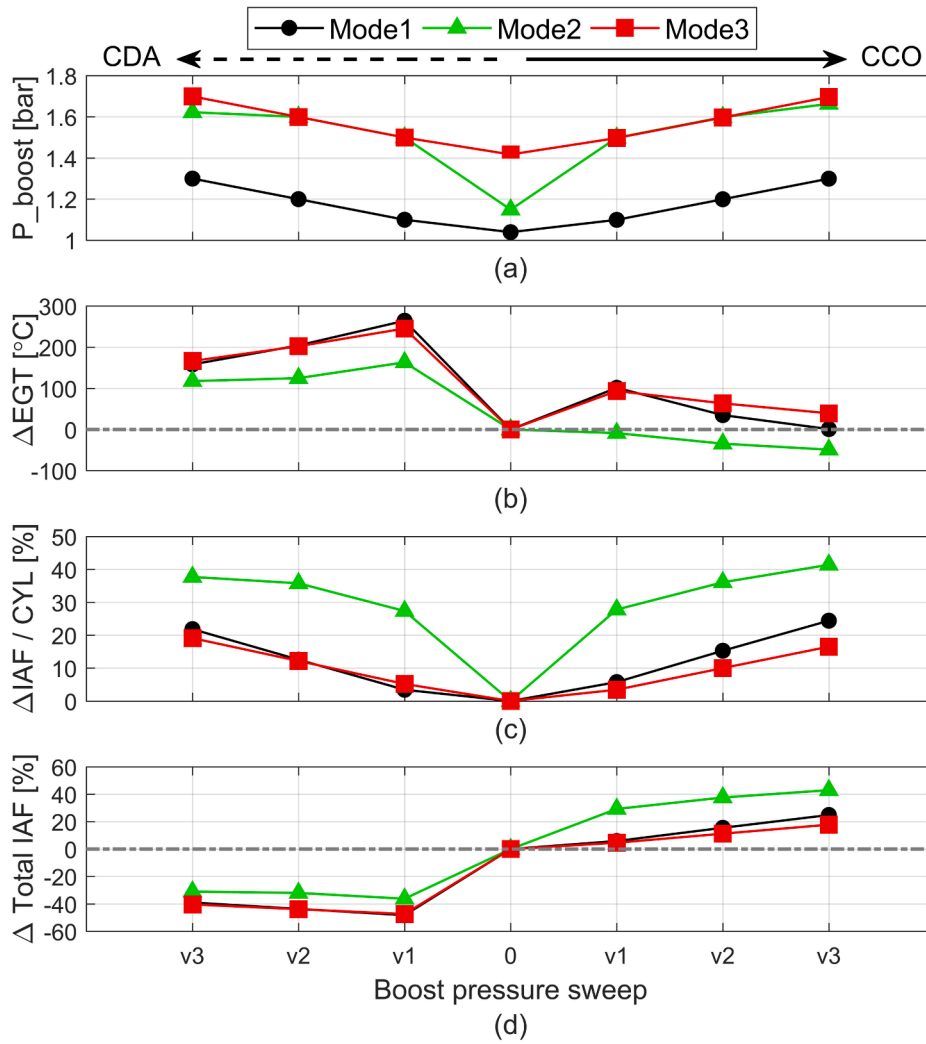 Mode1 Mode2 Mode3
CDA CCO
P_boost [bar]
1.8
1.6
1.4
1.2
1
(a)
ΔEGT [°C]
300
200
100
0
-100
(b)
ΔIAF / CYL [%]
50
40
30
20
10
0
(c)
Δ Total IAF [%]
60
40
20
0
-20
-40
-60
v3 v2 v1 0 v1 v2 v3
Boost pressure sweep
(d)